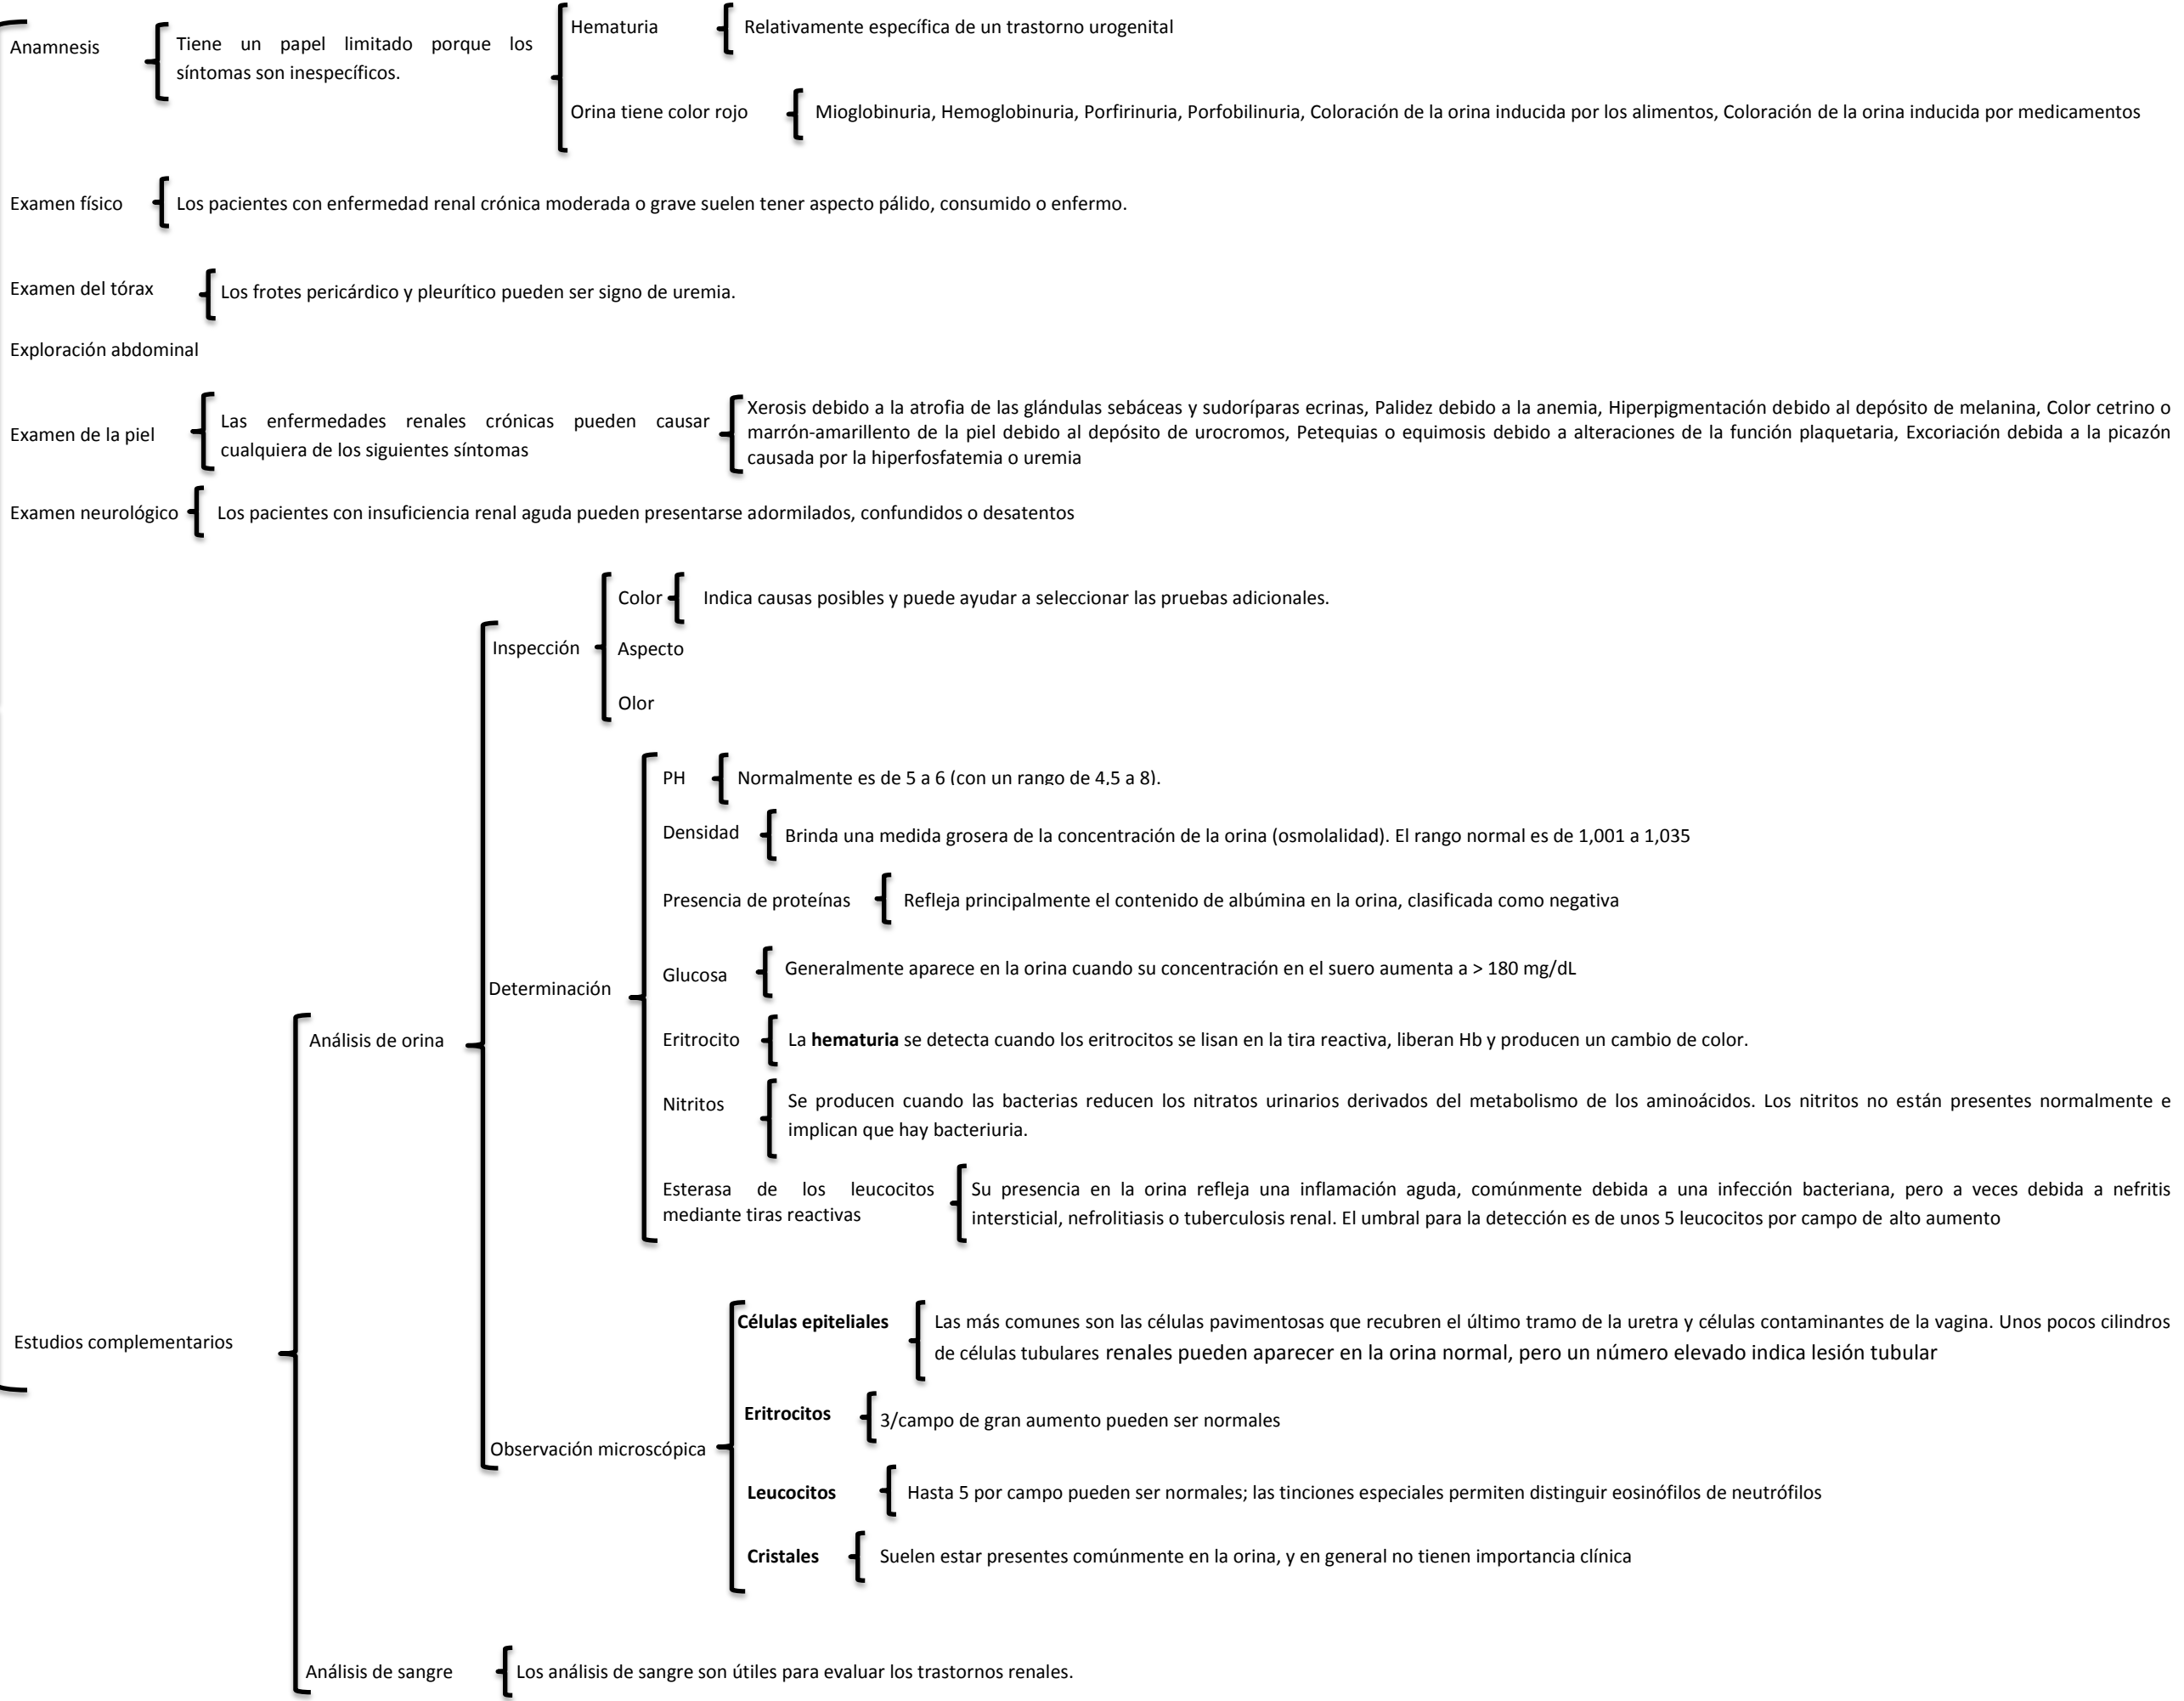 Anamnesis
Tiene un papel limitado porque los
síntomas son inespecíficos.
Hematuria
Relativamente específica de un trastorno urogenital
Orina tiene color rojo
Mioglobinuria, Hemoglobinuria, Porfirinuria, Porfobilinuria, Coloración de la orina inducida por los alimentos, Coloración de la orina inducida por medicamentos
Examen físico
Los pacientes con enfermedad renal crónica moderada o grave suelen tener aspecto pálido, consumido o enfermo.
Examen del tórax
Los frotes pericárdico y pleurítico pueden ser signo de uremia.
Exploración abdominal
Examen de la piel
Las enfermedades renales crónicas pueden causar
cualquiera de los siguientes síntomas
Xerosis debido a la atrofia de las glándulas sebáceas y sudoríparas ecrinas, Palidez debido a la anemia, Hiperpigmentación debido al depósito de melanina, Color cetrino o
marrón-amarillento de la piel debido al depósito de urocromos, Petequias o equimosis debido a alteraciones de la función plaquetaria, Excoriación debida a la picazón
causada por la hiperfosfatemia o uremia
Examen neurológico
Los pacientes con insuficiencia renal aguda pueden presentarse adormilados, confundidos o desatentos
Estudios complementarios
Análisis de orina
Inspección
Color
Indica causas posibles y puede ayudar a seleccionar las pruebas adicionales.
Aspecto
Olor
Determinación
PH
Normalmente es de 5 a 6 (con un rango de 4,5 a 8).
Densidad
Brinda una medida grosera de la concentración de la orina (osmolalidad). El rango normal es de 1,001 a 1,035
Presencia de proteínas
Refleja principalmente el contenido de albúmina en la orina, clasificada como negativa
Glucosa
Generalmente aparece en la orina cuando su concentración en el suero aumenta a > 180 mg/dL
Eritrocito
La hematuria se detecta cuando los eritrocitos se lisan en la tira reactiva, liberan Hb y producen un cambio de color.
Nitritos
Se producen cuando las bacterias reducen los nitratos urinarios derivados del metabolismo de los aminoácidos. Los nitritos no están presentes normalmente e
implican que hay bacteriuria.
Esterasa de los leucocitos
mediante tiras reactivas
Su presencia en la orina refleja una inflamación aguda, comúnmente debida a una infección bacteriana, pero a veces debida a nefritis
intersticial, nefrolitiasis o tuberculosis renal. El umbral para la detección es de unos 5 leucocitos por campo de alto aumento
Observación microscópica
Células epiteliales
Las más comunes son las células pavimentosas que recubren el último tramo de la uretra y células contaminantes de la vagina. Unos pocos cilindros
de células tubulares renales pueden aparecer en la orina normal, pero un número elevado indica lesión tubular
Eritrocitos
3/campo de gran aumento pueden ser normales
Leucocitos
Hasta 5 por campo pueden ser normales; las tinciones especiales permiten distinguir eosinófilos de neutrófilos
Cristales
Suelen estar presentes comúnmente en la orina, y en general no tienen importancia clínica
Análisis de sangre
Los análisis de sangre son útiles para evaluar los trastornos renales.